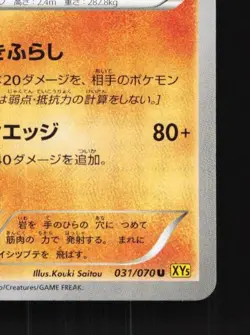 高さ:2.4m 重さ:282.8kg
ふらし
20ダメージを、相手のポケモン
は弱点・抵抗力の計算をしない。]
エッジ 80+
40ダメージを追加。
岩を 手のひらの 穴に つめて
筋肉の 力で 発射する。 まれに
イシツブテを 飛ばす。
Illus.Kouki Saitou 031/070 U XYs
o/Creatures/GAME FREAK.